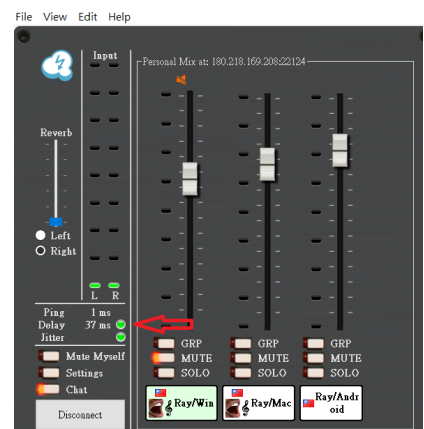 File View Edit Help
Input
Personal Mix at: 180.218.169.208:22124
Reverb
Left
Right
L R
Ping 1 ms
Delay 37 ms
Jitter
Mute Myself
Settings
Chat
Disconnect
GRP
MUTE
SOLO
Ray/Win
GRP
MUTE
SOLO
Ray/Mac
GRP
MUTE
SOLO
Ray/Andr
oid